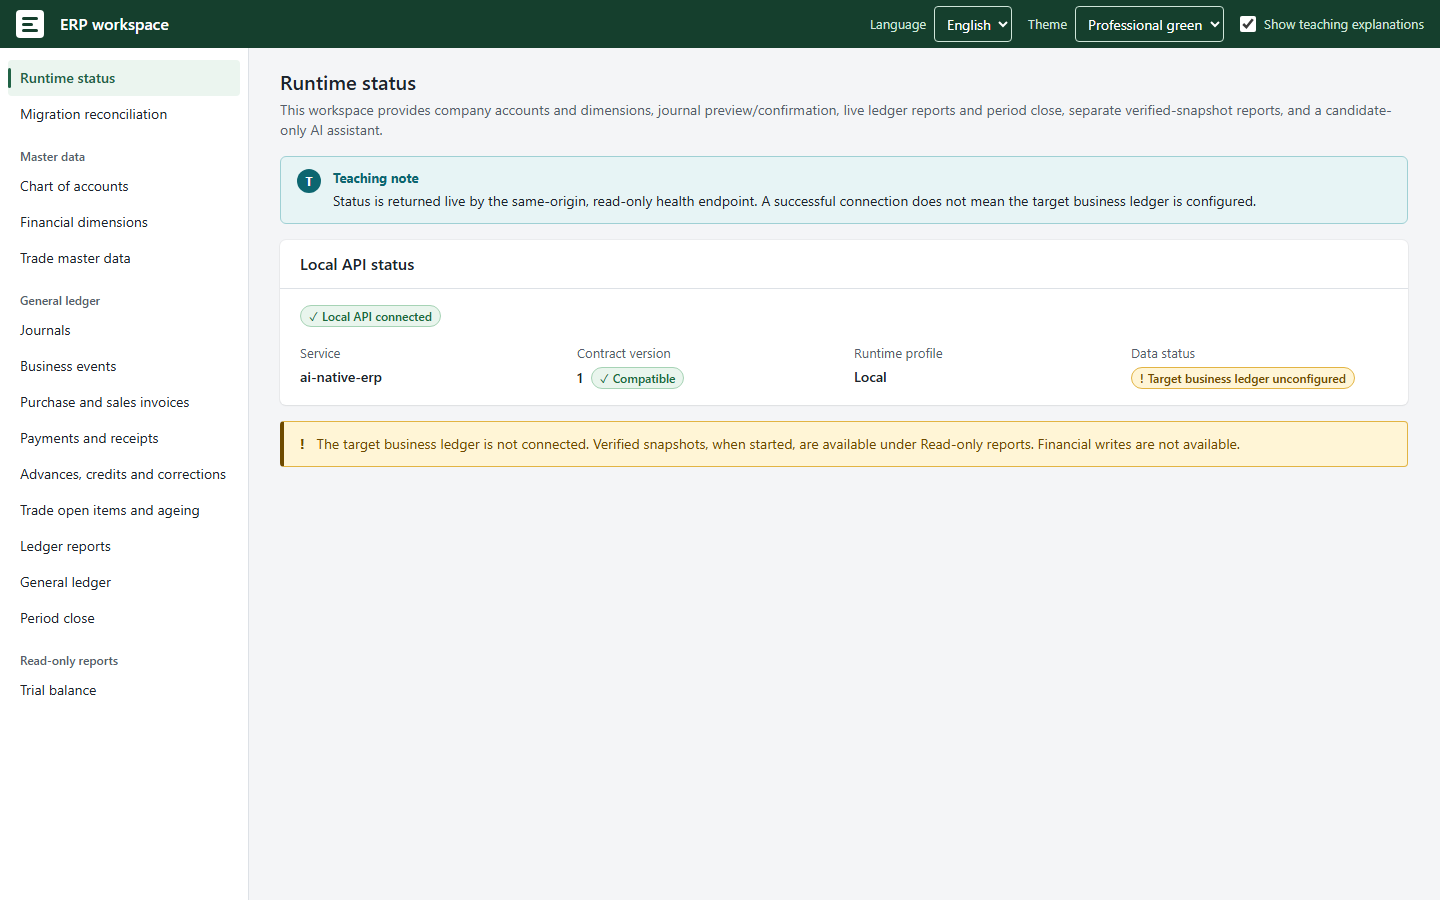 ERP workspace
Language
English
Theme
Professional green
Show teaching explanations
Runtime status
Migration reconciliation
Master data
Chart of accounts
Financial dimensions
Trade master data
General ledger
Journals
Business events
Purchase and sales invoices
Payments and receipts
Advances, credits and corrections
Trade open items and ageing
Ledger reports
General ledger
Period close
Read-only reports
Trial balance
Runtime status
This workspace provides company accounts and dimensions, journal preview/confirmation, live ledger reports and period close, separate verified-snapshot reports, and a candidate-
only AI assistant.
T
Teaching note
Status is returned live by the same-origin, read-only health endpoint. A successful connection does not mean the target business ledger is configured.
Local API status
✓ Local API connected
Service
ai-native-erp
Contract version
1 ✓ Compatible
Runtime profile
Local
Data status
! Target business ledger unconfigured
! The target business ledger is not connected. Verified snapshots, when started, are available under Read-only reports. Financial writes are not available.